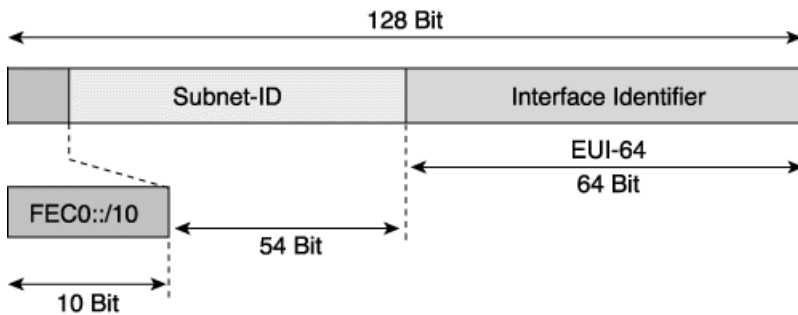 128 Bit
Subnet-ID
Interface Identifier
EUI-64
64 Bit
FEC0::/10
54 Bit
10 Bit